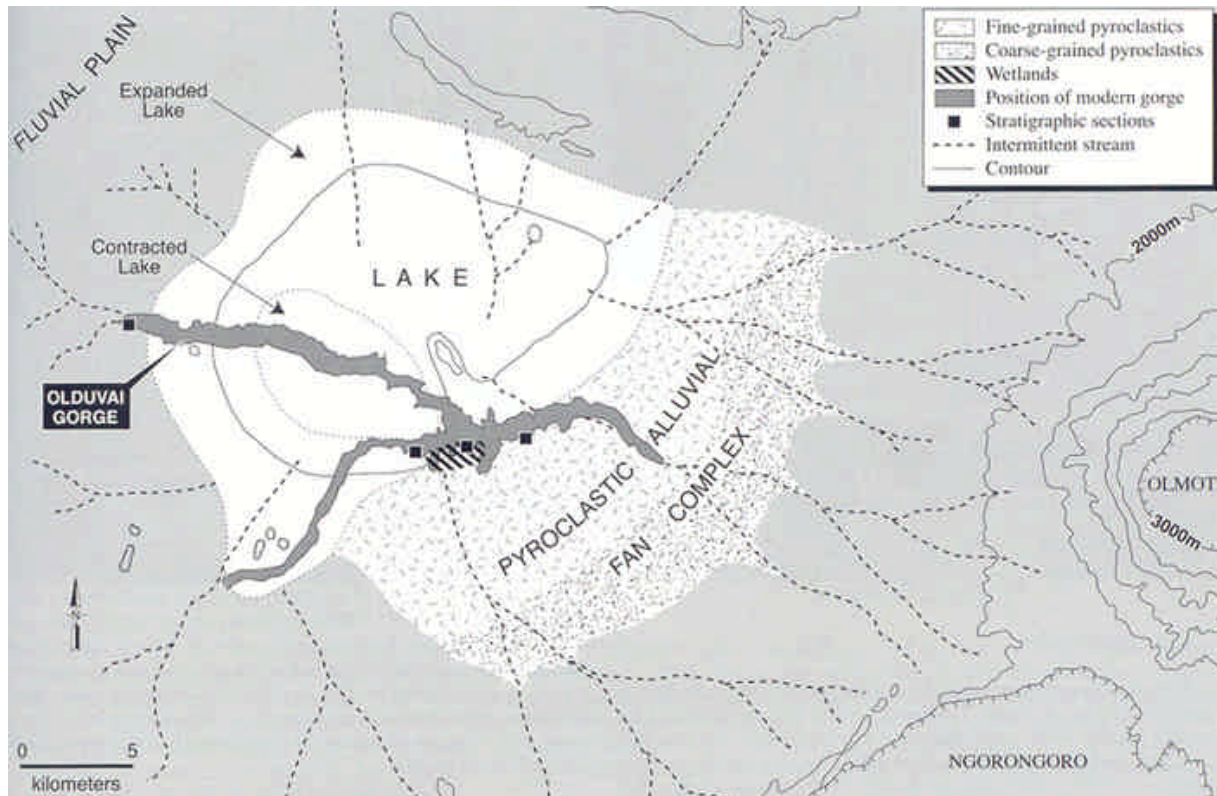 FLUVIAL PLAIN
Expanded
Lake
Contracted
Lake
LAKE
OLDUVAI
GORGE
PYROCLASTIC ALLUVIAL
FAN COMPLEX
Fine-grained pyroclastics
Coarse-grained pyroclastics
Wetlands
Position of modern gorge
Stratigraphic sections
Intermittent stream
Contour
2000m
OLMOT
3000m
NGORONGORO
0 5
kilometers